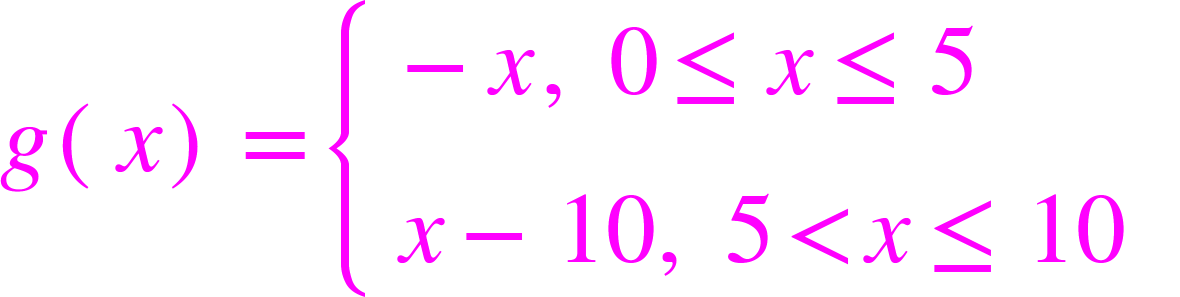 g(x) = { −x, 0 ≤ x ≤ 5
x − 10, 5 < x ≤ 10